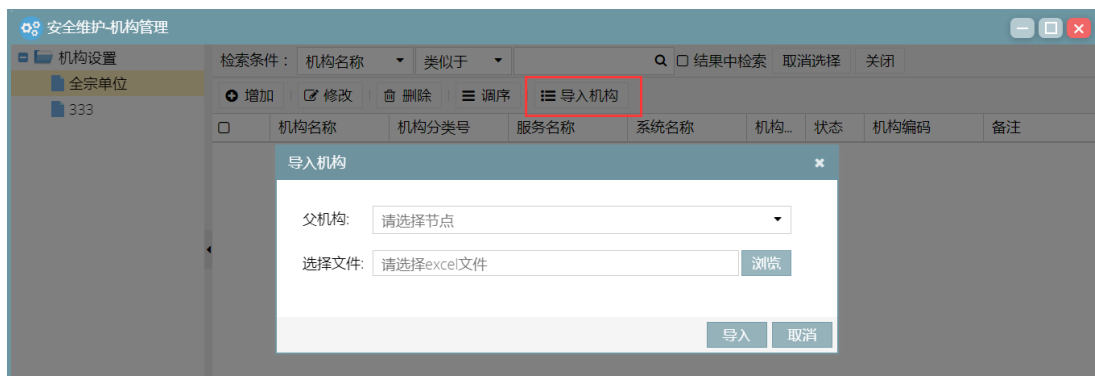 安全维护-机构管理
机构设置
全宗单位
333
检索条件： 机构名称 类似于 结果中检索 取消选择 关闭
增加 修改 删除 调序 导入机构
机构名称 机构分类号 服务名称 系统名称 机构... 状态 机构编码 备注
导入机构
父机构: 请选择节点
选择文件: 请选择excel文件 浏览
导入 取消